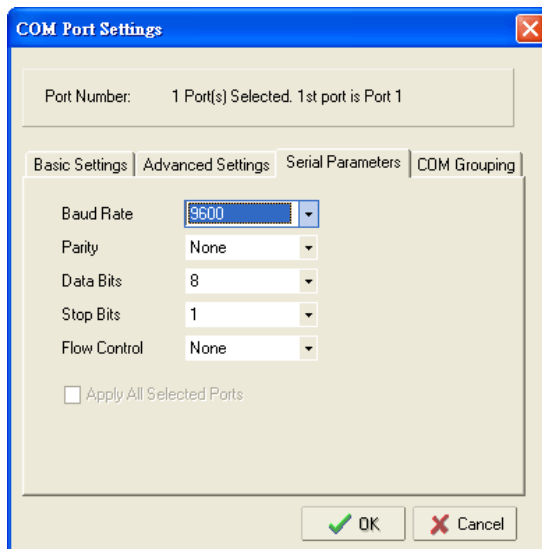 COM Port Settings
Port Number: 1 Port(s) Selected. 1st port is Port 1
Basic Settings Advanced Settings Serial Parameters COM Grouping
Baud Rate 9600
Parity None
Data Bits 8
Stop Bits 1
Flow Control None
Apply All Selected Ports
OK Cancel